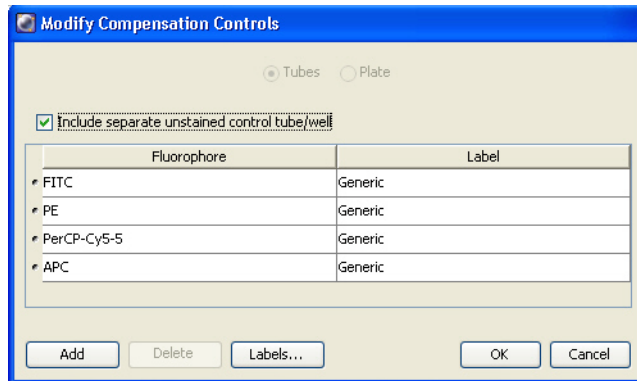 Modify Compensation Controls
Tubes Plate
Include separate unstained control tube/well
Fluorophore Label
FITC Generic
PE Generic
PerCP-Cy5-5 Generic
APC Generic
Add Delete Labels... OK Cancel